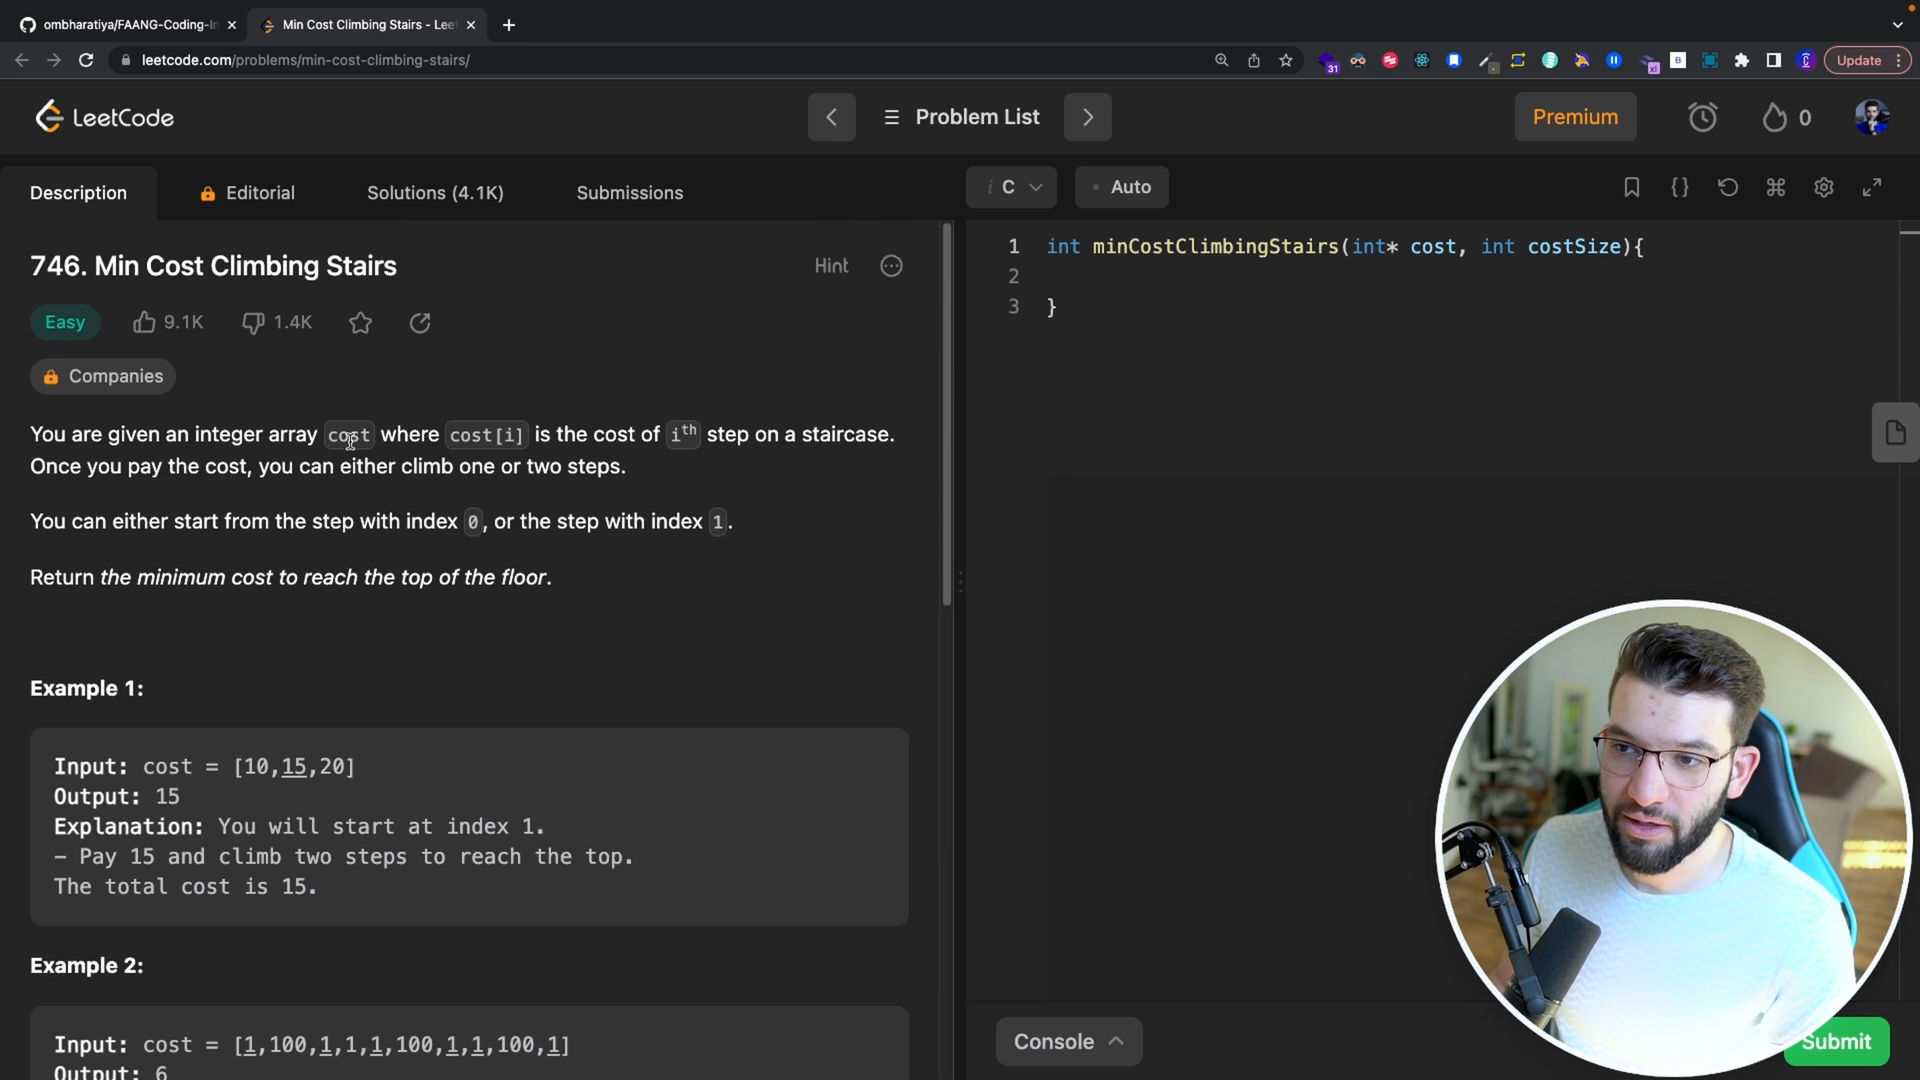 ombharatiya/FAANG-Coding-In
Min Cost Climbing Stairs - Leet
leetcode.com/problems/min-cost-climbing-stairs/
31
B
Update
LeetCode
Problem List
Premium
0
Description
Editorial
Solutions (4.1K)
Submissions
i C
Auto
746. Min Cost Climbing Stairs
Hint
Easy
9.1K
1.4K
Companies
You are given an integer array cost where cost[i] is the cost of ith step on a staircase.
Once you pay the cost, you can either climb one or two steps.
You can either start from the step with index 0, or the step with index 1.
Return the minimum cost to reach the top of the floor.
Example 1:
Input: cost = [10,15,20]
Output: 15
Explanation: You will start at index 1.
- Pay 15 and climb two steps to reach the top.
The total cost is 15.
Example 2:
Input: cost = [1,100,1,1,1,100,1,1,100,1]
Output: 6
1 int minCostClimbingStairs(int* cost, int costSize){
2
3 }
Console
Submit